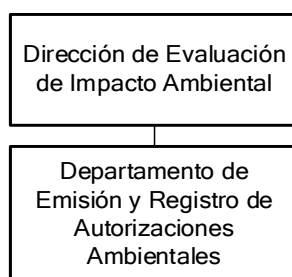 Dirección de Evaluación
de Impacto Ambiental
Departamento de
Emisión y Registro de
Autorizaciones
Ambientales